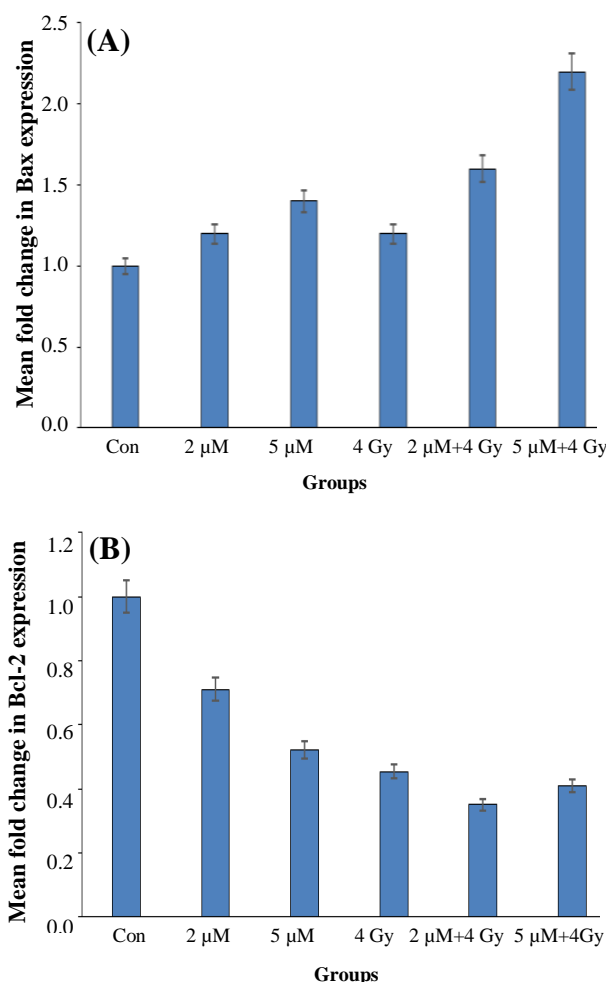 (A)
Mean fold change in Bax expression
2.5
2.0
1.5
1.0
0.5
0.0
Con 2 µM 5 µM 4 Gy 2 µM+4 Gy 5 µM+4 Gy
Groups
(B)
Mean fold change in Bcl-2 expression
1.2
1.0
0.8
0.6
0.4
0.2
0.0
Con 2 µM 5 µM 4 Gy 2 µM+4 Gy 5 µM+4Gy
Groups